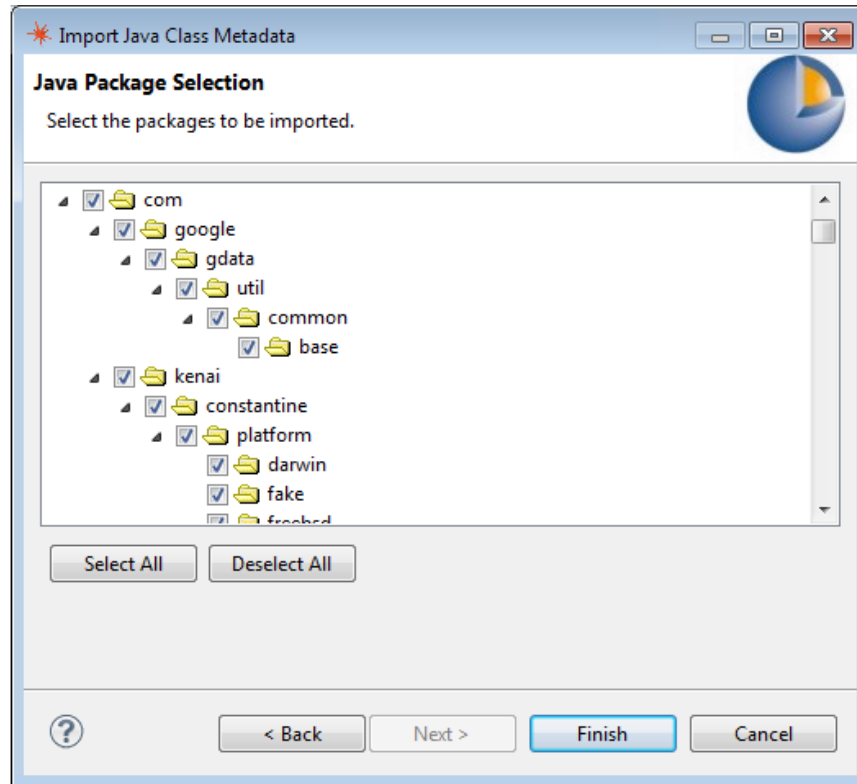 Import Java Class Metadata
Java Package Selection
Select the packages to be imported.
com
google
gdata
util
common
base
kenai
constantine
platform
darwin
fake
freebsd
Select All Deselect All
? < Back Next > Finish Cancel